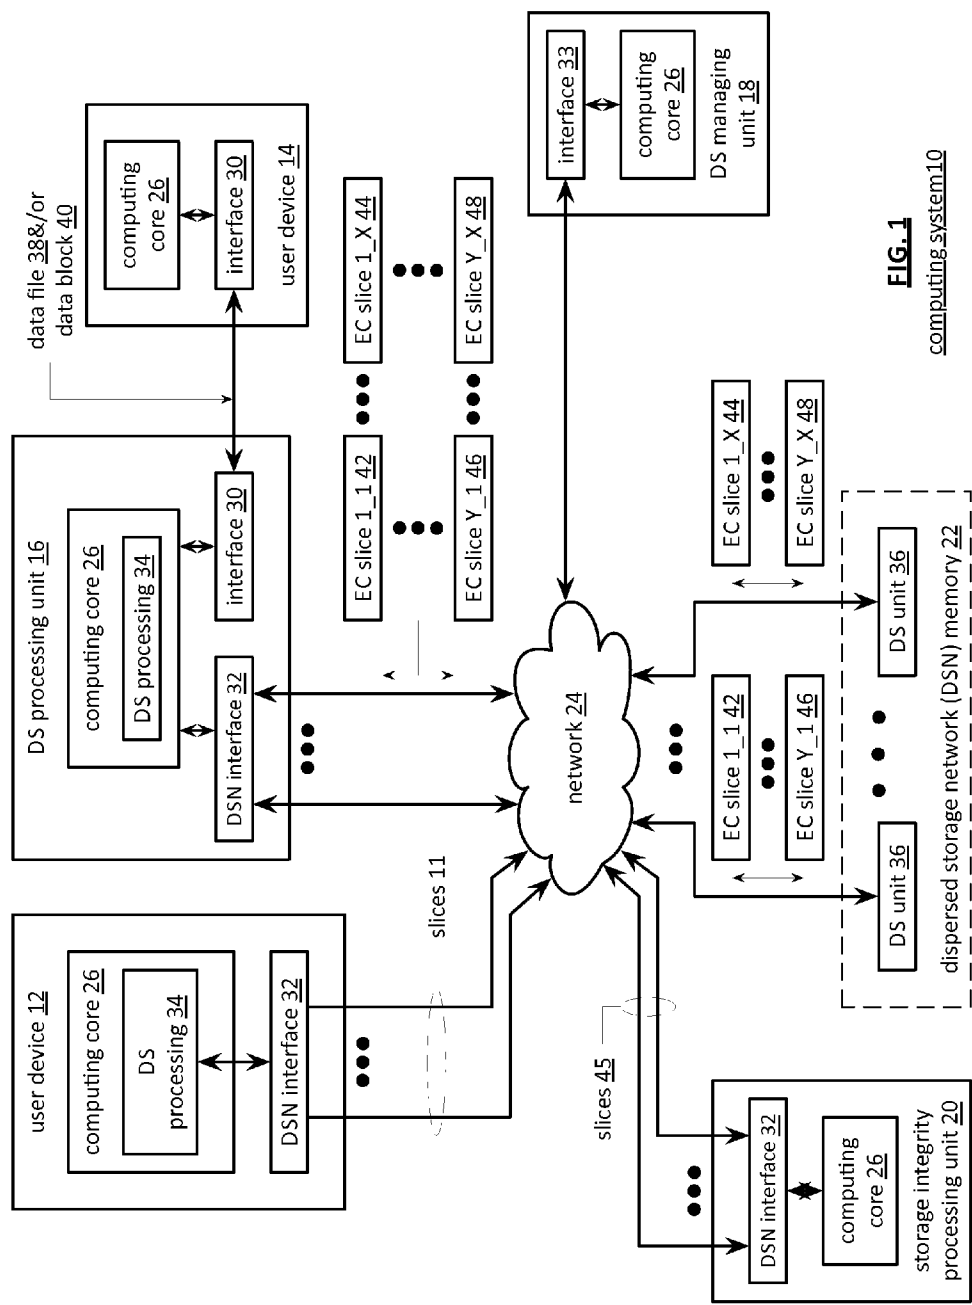 user device 12
computing core 26
DS
processing 34
DSN interface 32
slices 11
DS processing unit 16
computing core 26
DS processing 34
DSN interface 32
interface 30
data file 38&/or
data block 40
computing
core 26
interface 30
user device 14
EC slice 1_1 42
EC slice 1_X 44
EC slice Y_1 46
EC slice Y_X 48
network 24
interface 33
computing
core 26
DS managing
unit 18
slices 45
DSN interface 32
computing
core 26
storage integrity
processing unit 20
EC slice 1_1 42
EC slice Y_1 46
EC slice 1_X 44
EC slice Y_X 48
DS unit 36
DS unit 36
dispersed storage network (DSN) memory 22
FIG. 1
computing system10